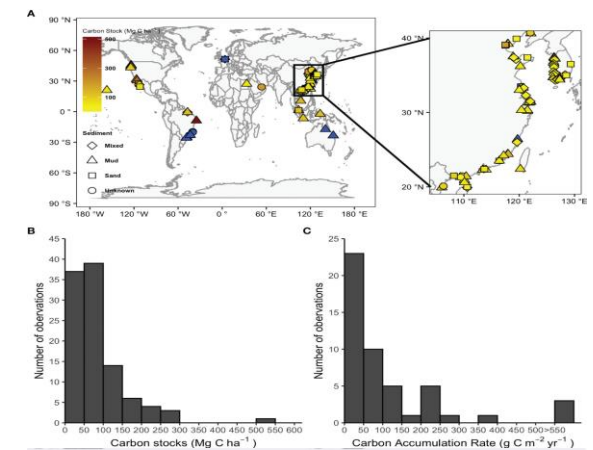 A
Carbon Stock (Mg C ha⁻¹)
500
300
100
Sediment
Mixed
Mud
Sand
Unknown
90 °N
60 °N
30 °N
0 °
30 °S
60 °S
90 °S
180 °W
120 °W
60 °W
0 °
60 °E
120 °E
180 °E
40 °N
30 °N
20 °N
110 °E
120 °E
130 °E
B
45
40
35
30
25
20
15
10
5
0
Number of obervations
0 50 100 150 200 250 300 350 400 450 500 550 600
Carbon stocks (Mg C ha⁻¹)
C
25
20
15
10
5
0
Number of obervations
0 50 100 150 200 250 300 350 400 450 500>550
Carbon Accumulation Rate (g C m⁻² yr⁻¹)